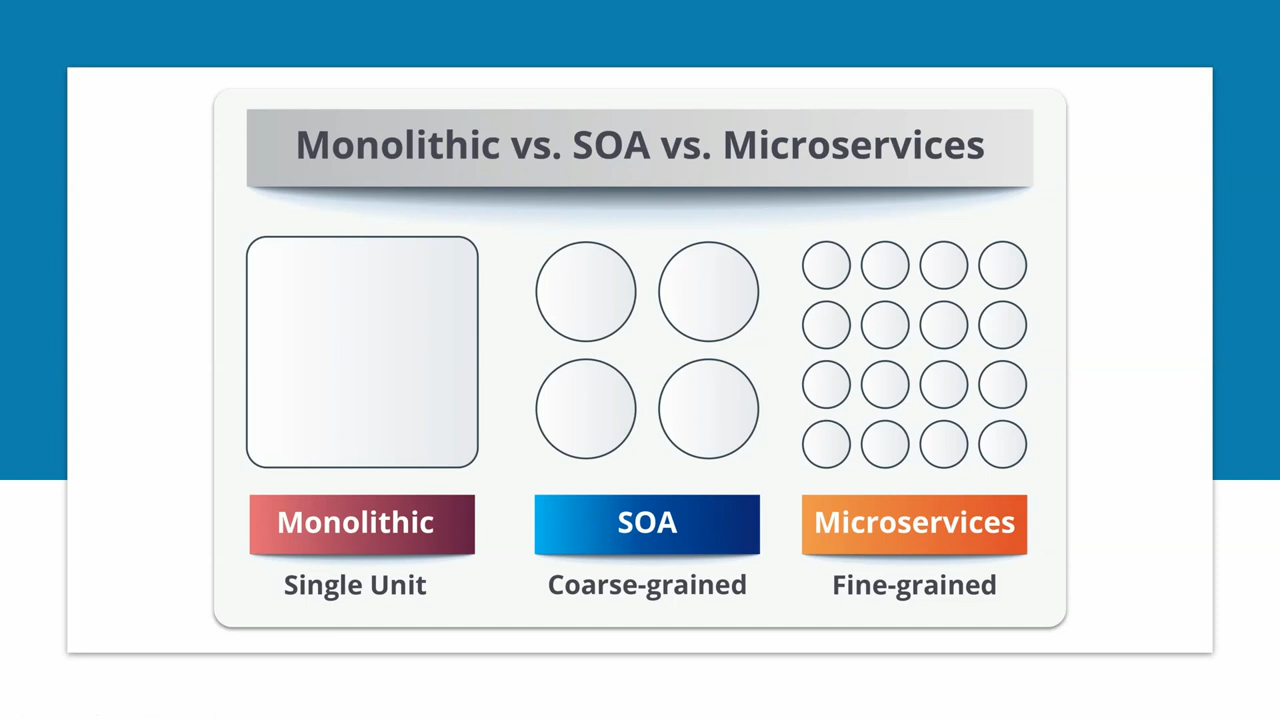 Monolithic vs. SOA vs. Microservices
Monolithic
SOA
Microservices
Single Unit
Coarse-grained
Fine-grained